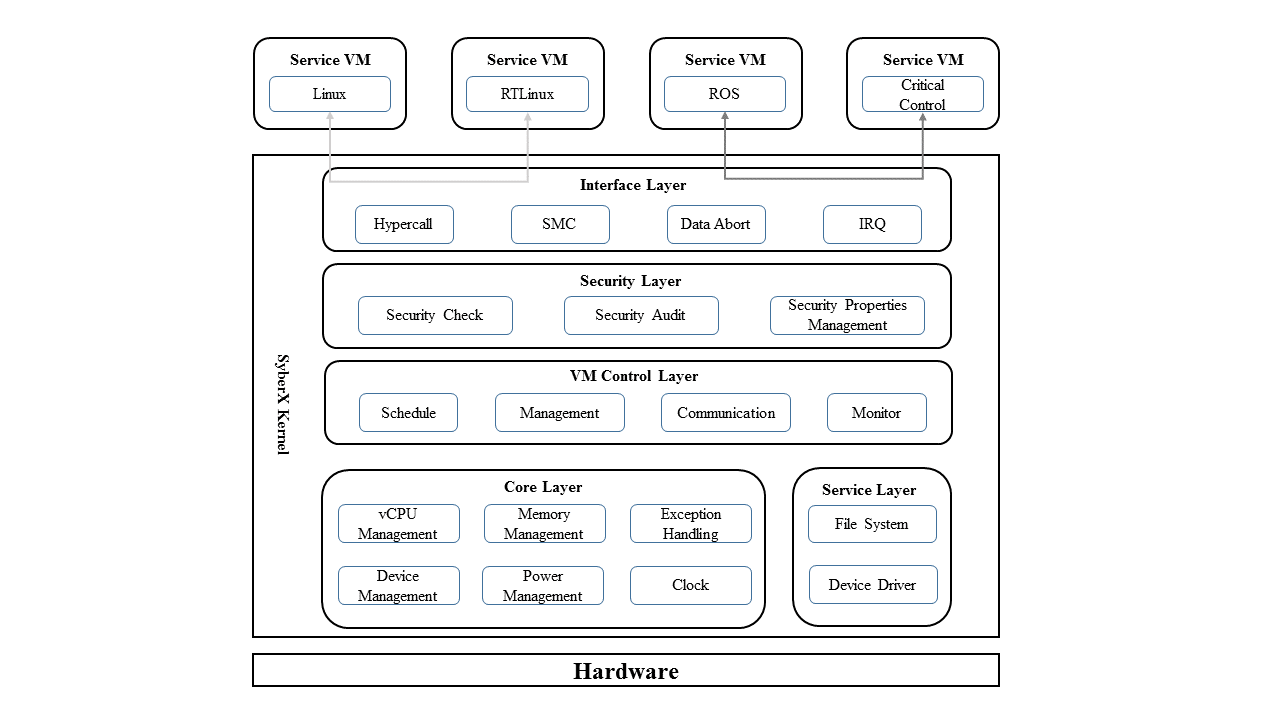 Service VM
Linux
Service VM
RTLinux
Service VM
ROS
Service VM
Critical
Control
SyberX Kernel
Interface Layer
Hypercall
SMC
Data Abort
IRQ
Security Layer
Security Check
Security Audit
Security Properties
Management
VM Control Layer
Schedule
Management
Communication
Monitor
Core Layer
vCPU
Management
Memory
Management
Exception
Handling
Device
Management
Power
Management
Clock
Service Layer
File System
Device Driver
Hardware